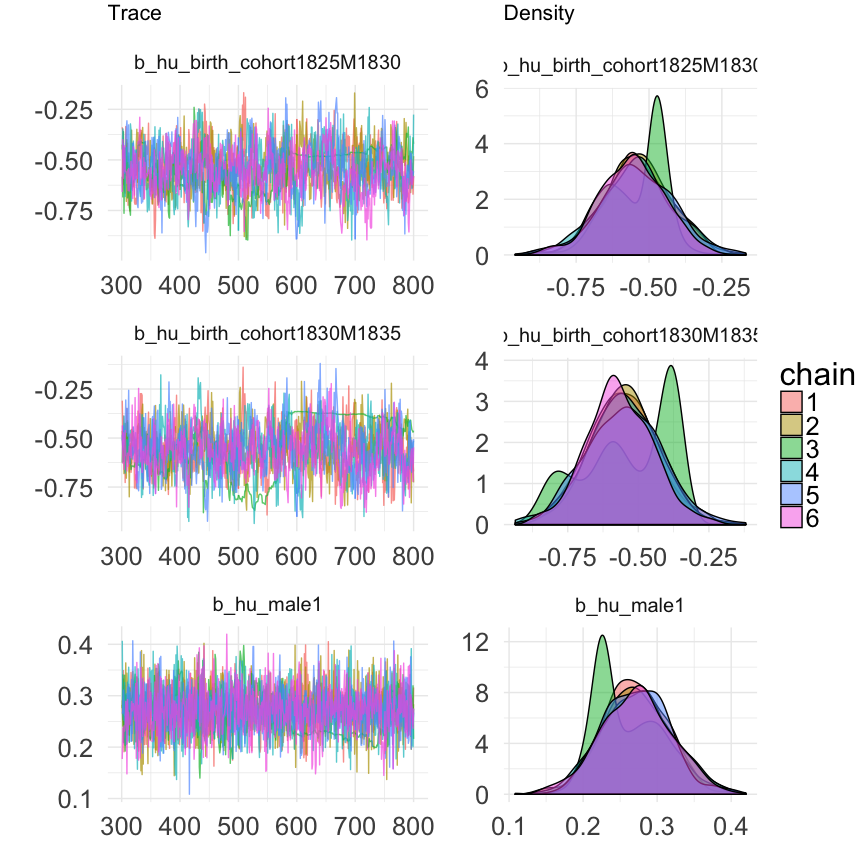 Trace
Density
b_hu_birth_cohort1825M1830
b_hu_birth_cohort1825M1830
-0.25
-0.50
-0.75
300 400 500 600 700 800
6
4
2
0
-0.75 -0.50 -0.25
b_hu_birth_cohort1830M1835
b_hu_birth_cohort1830M1835
-0.25
-0.50
-0.75
300 400 500 600 700 800
4
3
2
1
0
-0.75 -0.50 -0.25
b_hu_male1
b_hu_male1
0.4
0.3
0.2
0.1
300 400 500 600 700 800
12
8
4
0
0.1 0.2 0.3 0.4
chain
1
2
3
4
5
6